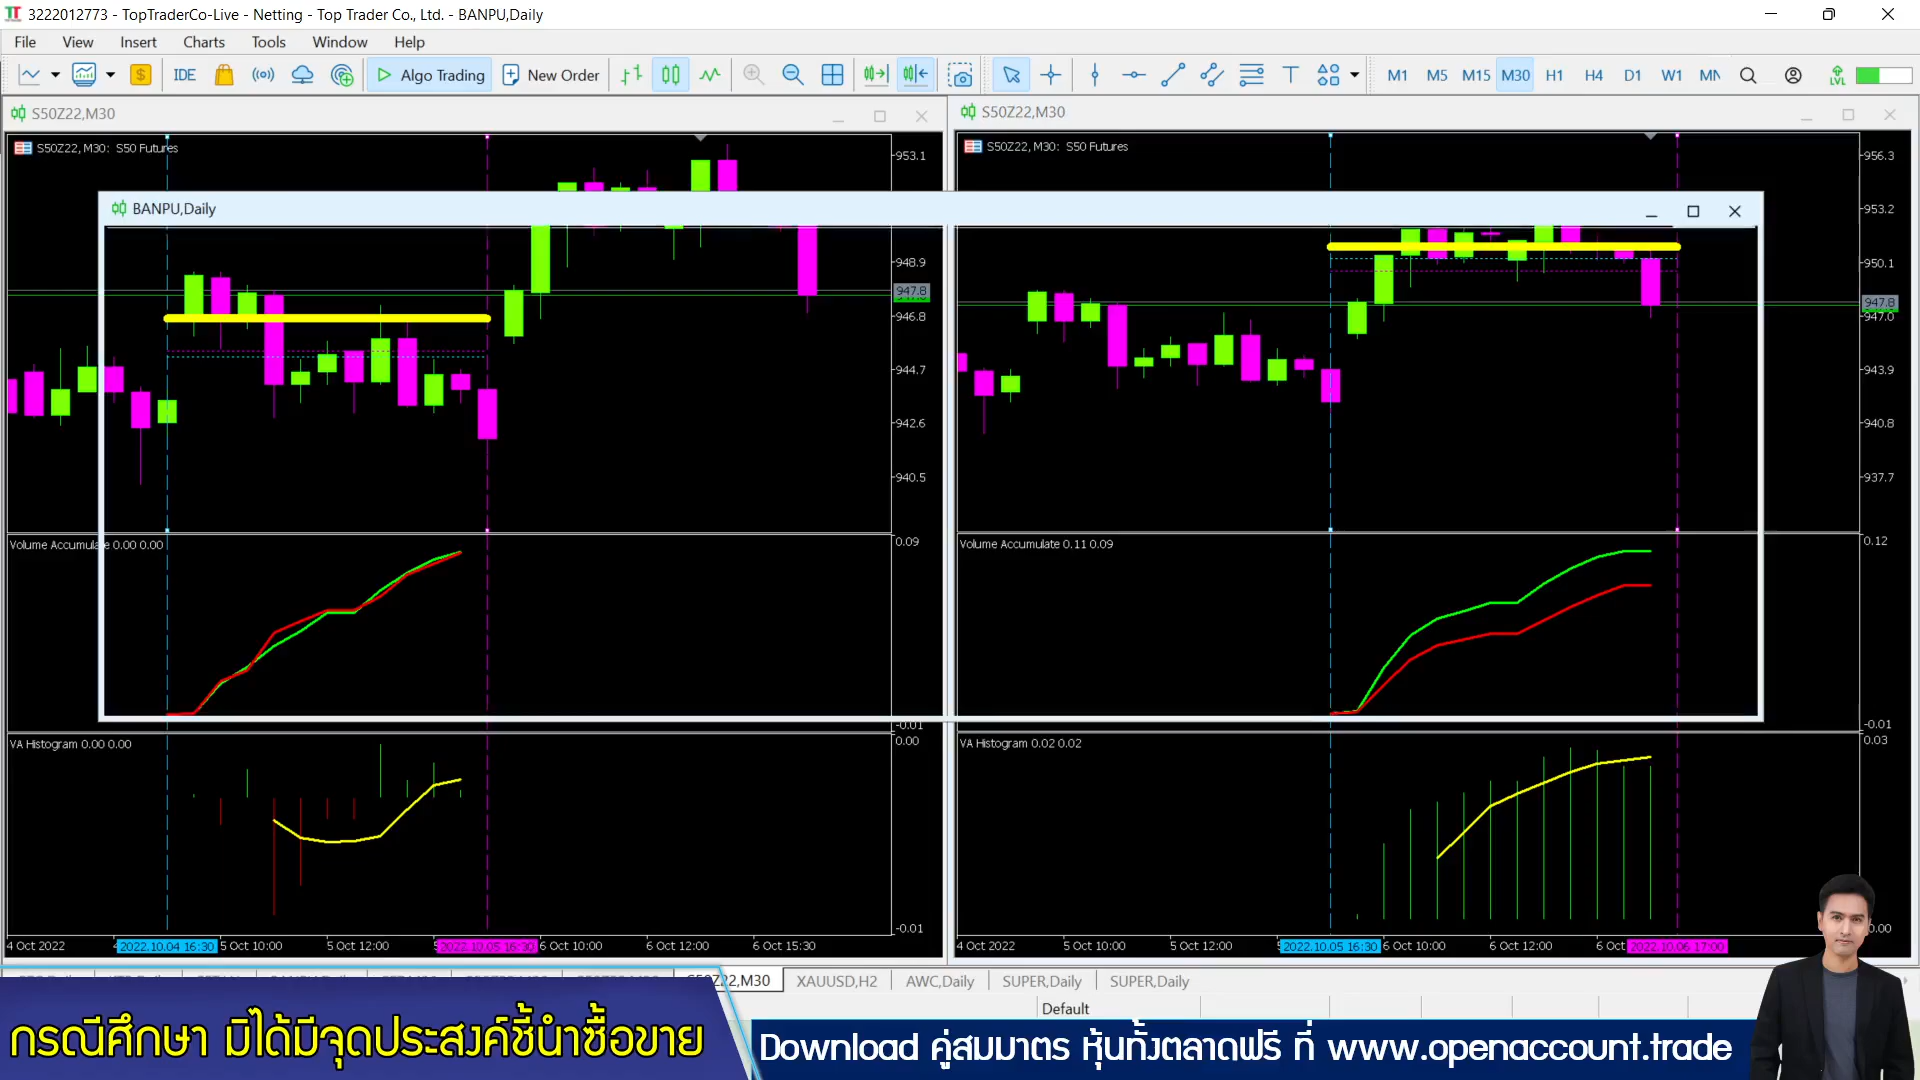 3222012773 - TopTraderCo-Live - Netting - Top Trader Co., Ltd. - BANPU,Daily
File View Insert Charts Tools Window Help
IDE Algo Trading New Order M1 M5 M15 M30 H1 H4 D1 W1 MN LVL
S50Z22,M30
S50Z22, M30: S50 Futures
953.1
948.9
947.8
946.8
944.7
942.6
940.5
Volume Accumulate 0.00 0.00
0.09
-0.01
VA Histogram 0.00 0.00
0.00
-0.01
4 Oct 2022 2022.10.04 16:30 5 Oct 10:00 5 Oct 12:00 2022.10.05 16:30 6 Oct 10:00 6 Oct 12:00 6 Oct 15:30
S50Z22,M30
S50Z22, M30: S50 Futures
956.3
953.2
950.1
947.8
947.0
943.9
940.8
937.7
Volume Accumulate 0.11 0.09
0.12
-0.01
VA Histogram 0.02 0.02
0.03
0.00
4 Oct 2022 5 Oct 10:00 5 Oct 12:00 2022.10.05 16:30 6 Oct 10:00 6 Oct 12:00 6 Oct 2022.10.06 17:00
BANPU,Daily
S50Z22,M30 XAUUSD,H2 AWC,Daily SUPER,Daily SUPER,Daily
Default
กรณีศึกษา มิได้มีจุดประสงค์ชี้นำซื้อขาย
Download คู่สมมาตร หุ้นทั้งตลาดฟรี ที่ www.openaccount.trade